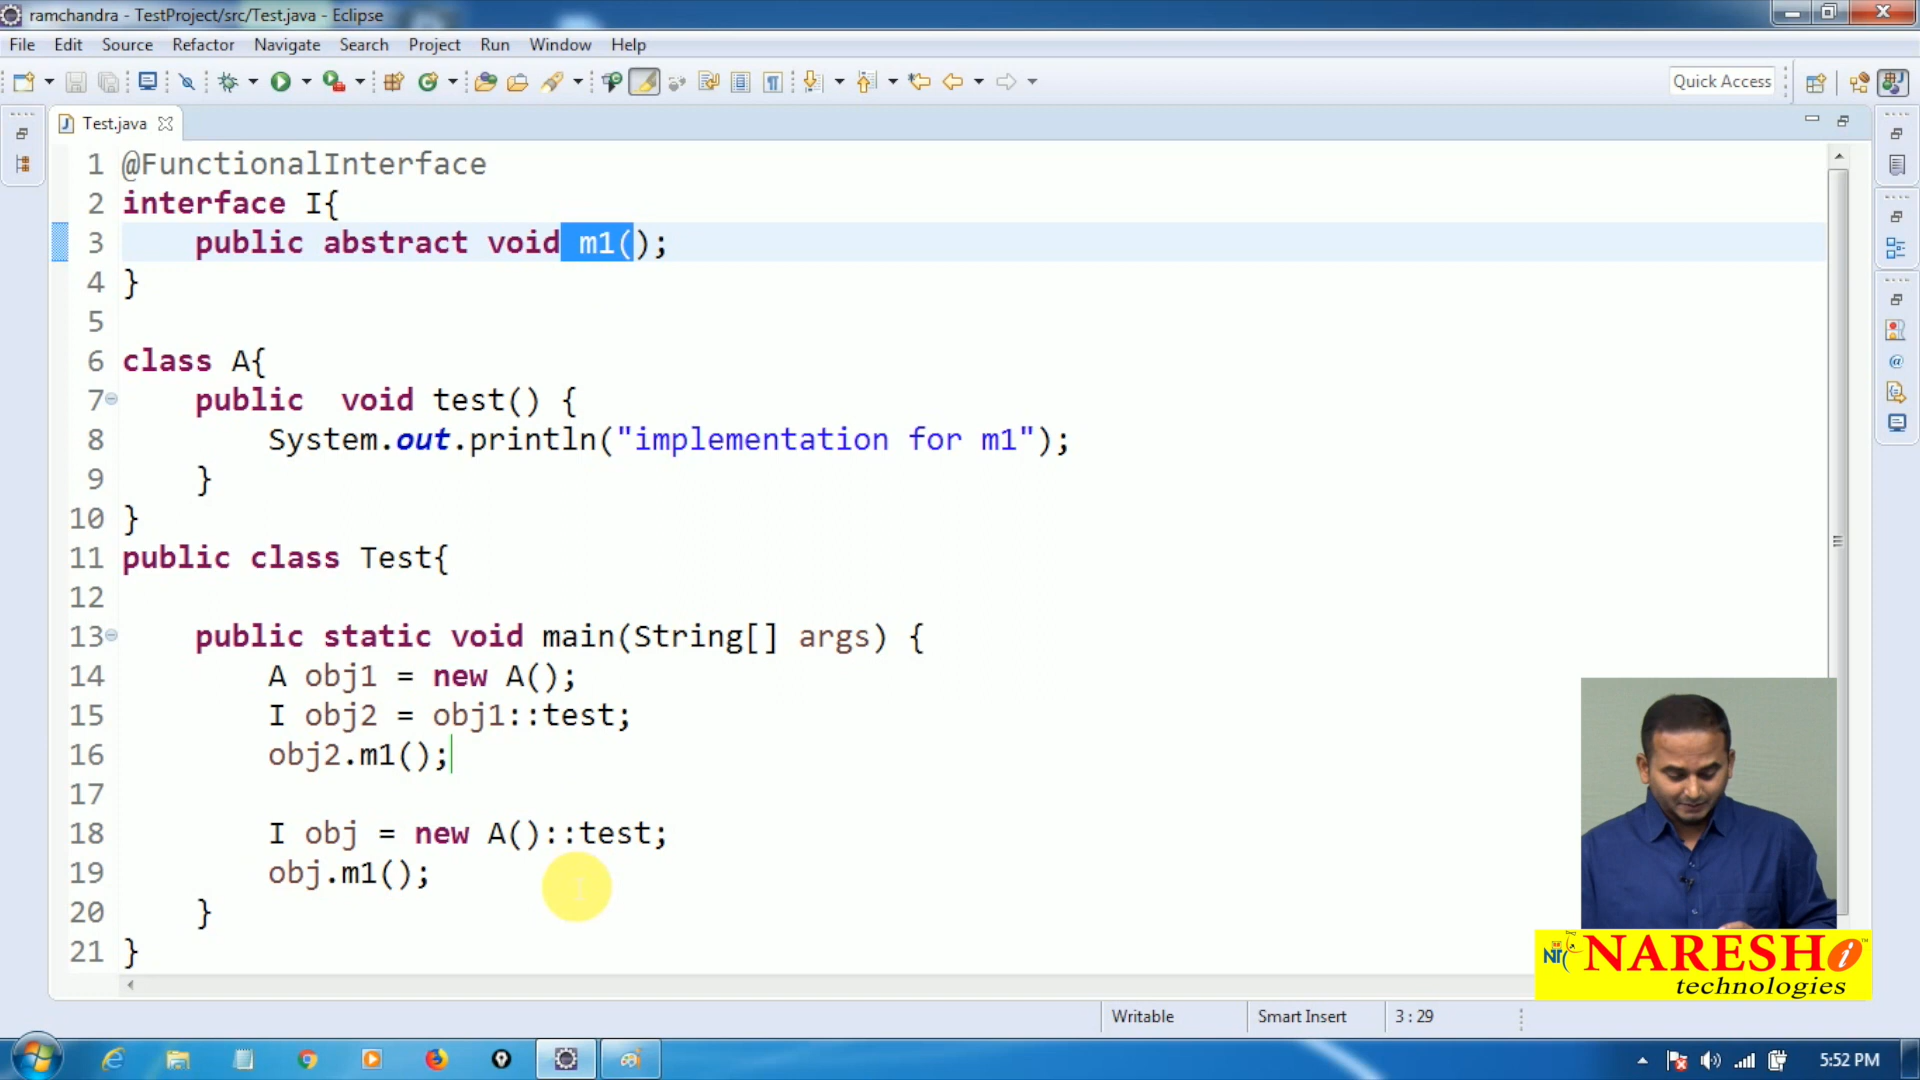 ramchandra - TestProject/src/Test.java - Eclipse
File Edit Source Refactor Navigate Search Project Run Window Help
Quick Access
Test.java
1 @FunctionalInterface
2 interface I{
3 public abstract void m1();
4 }
5
6 class A{
7 public  void test() {
8 System.out.println("implementation for m1");
9 }
10 }
11 public class Test{
12
13 public static void main(String[] args) {
14 A obj1 = new A();
15 I obj2 = obj1::test;
16 obj2.m1();
17
18 I obj = new A()::test;
19 obj.m1();
20 }
21 }
NARESH i
technologies
Writable Smart Insert 3 : 29
5:52 PM